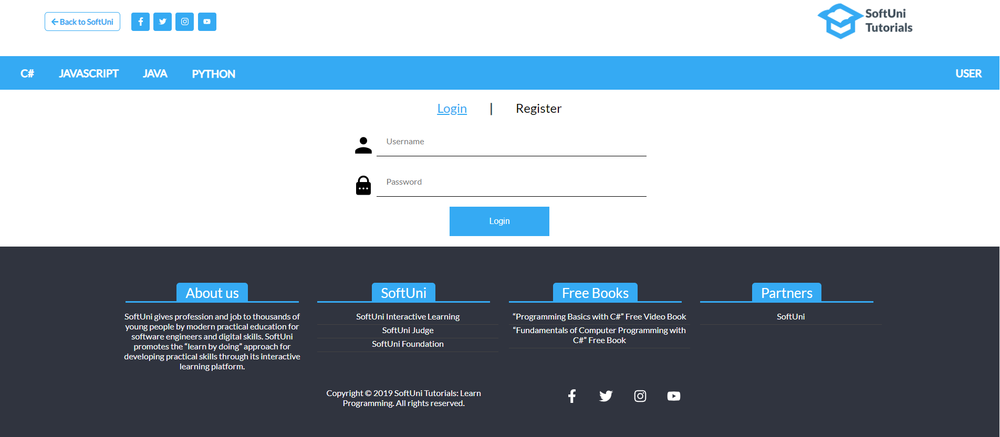 Back to SoftUni
SoftUni
Tutorials
C# JAVASCRIPT JAVA PYTHON USER
Login | Register
Username
Password
Login
About us
SoftUni gives profession and job to thousands of
young people by modern practical education for
software engineers and digital skills. SoftUni
promotes the “learn by doing” approach for
developing practical skills through its interactive
learning platform.
SoftUni
SoftUni Interactive Learning
SoftUni Judge
SoftUni Foundation
Free Books
“Programming Basics with C#” Free Video Book
“Fundamentals of Computer Programming with
C#” Free Book
Partners
SoftUni
Copyright © 2019 SoftUni Tutorials: Learn
Programming. All rights reserved.